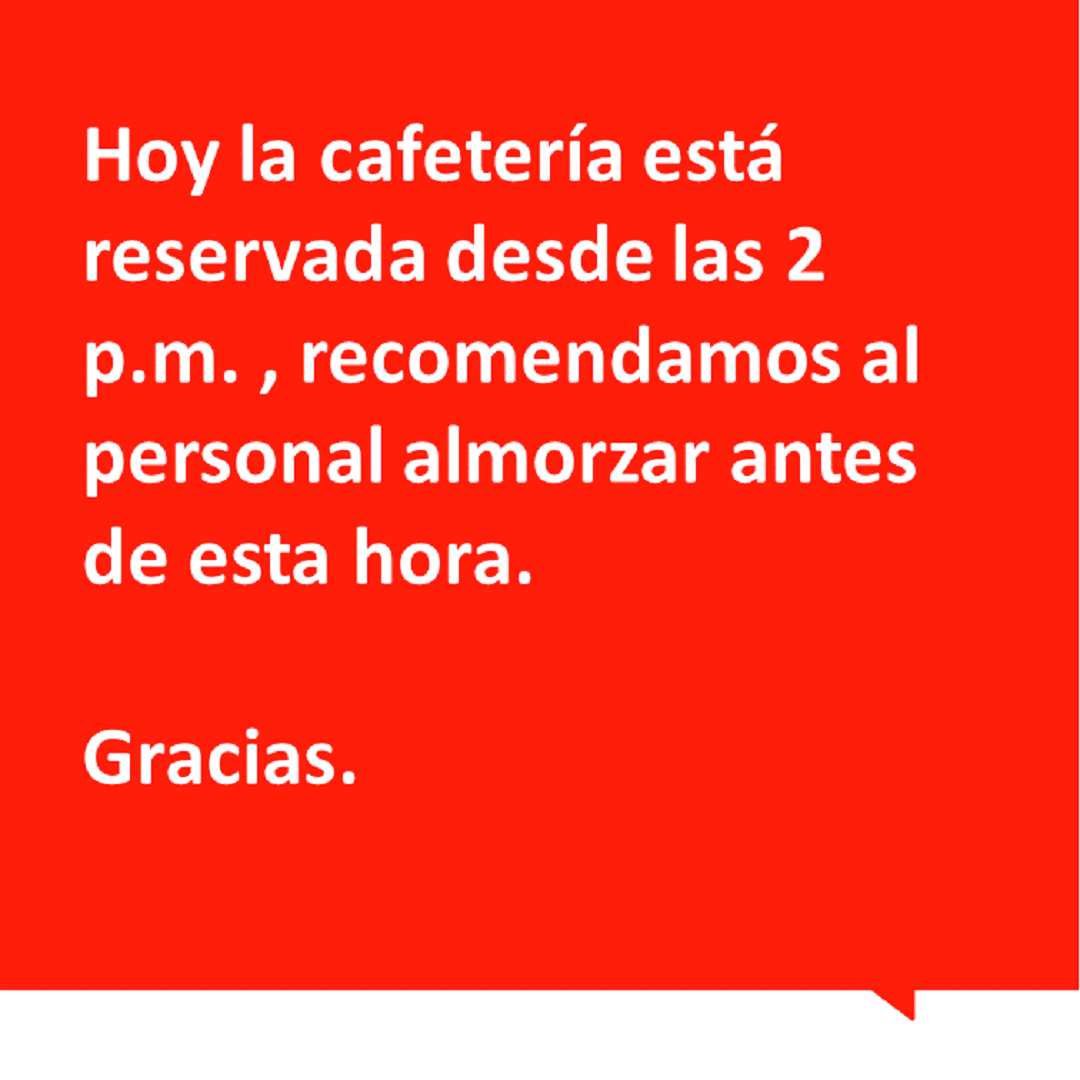 Hoy la cafetería está
reservada desde las 2
p.m. , recomendamos al
personal almorzar antes
de esta hora.
Gracias.